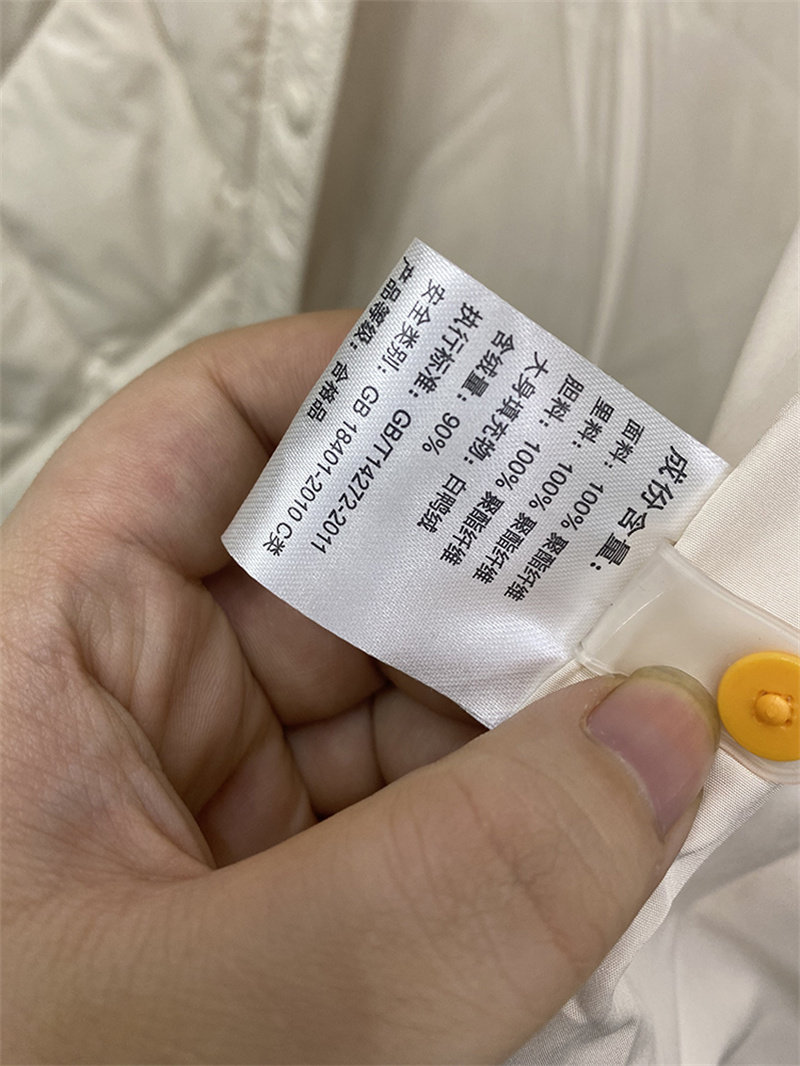 成份含量：
面料：100% 聚酯纤维
里料：100% 聚酯纤维
胆料：100% 聚酯纤维
大身填充物：白鸭绒
含绒量：90%
执行标准：GB/T14272-2011
安全类别：GB 18401-2010 C类
产品等级：合格品